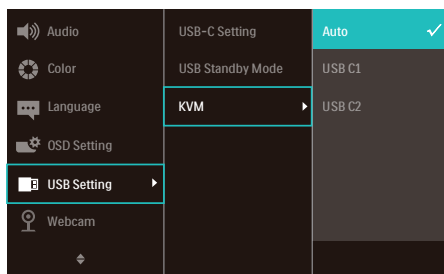 Audio
Color
Language
OSD Setting
USB Setting
Webcam
USB-C Setting
USB Standby Mode
KVM
Auto
USB C1
USB C2